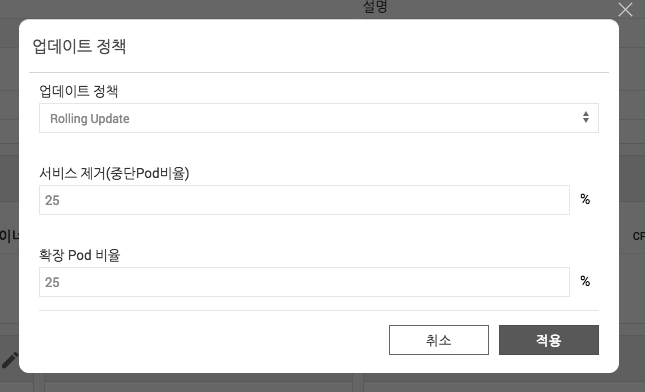 설명
업데이트 정책
업데이트 정책
Rolling Update
서비스 제거(중단Pod비율)
25
%
이너
CP
확장 Pod 비율
25
%
취소
적용